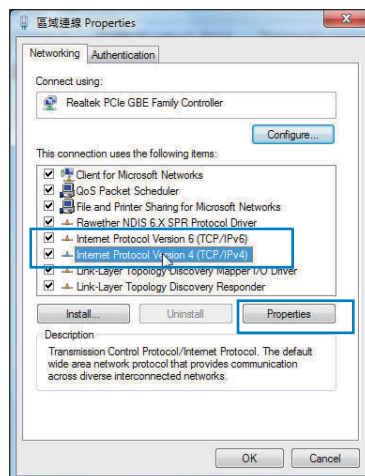 區域連線 Properties
Networking
Authentication
Connect using:
Realtek PCIe GBE Family Controller
Configure...
This connection uses the following items:
Client for Microsoft Networks
QoS Packet Scheduler
File and Printer Sharing for Microsoft Networks
Rawether NDIS 6.X SPR Protocol Driver
Internet Protocol Version 6 (TCP/IPv6)
Internet Protocol Version 4 (TCP/IPv4)
Link-Layer Topology Discovery Mapper I/O Driver
Link-Layer Topology Discovery Responder
Install...
Uninstall
Properties
Description
Transmission Control Protocol/Internet Protocol. The default
wide area network protocol that provides communication
across diverse interconnected networks.
OK
Cancel